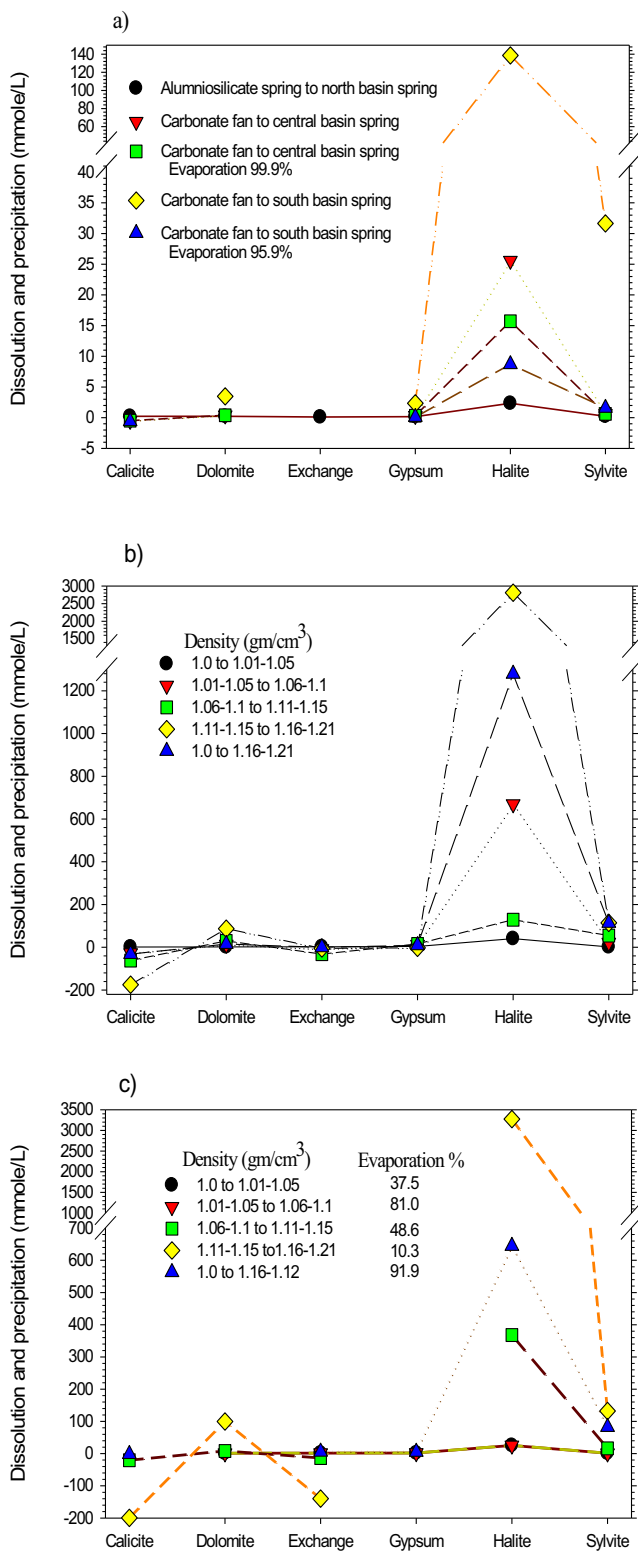 a)
Dissolution and precipitation (mmole/L)
140
120
100
80
60
40
35
30
25
20
15
10
5
0
-5
Alumniosilicate spring to north basin spring
Carbonate fan to central basin spring
Carbonate fan to central basin spring
Evaporation 99.9%
Carbonate fan to south basin spring
Carbonate fan to south basin spring
Evaporation 95.9%
Calicite Dolomite Exchange Gypsum Halite Sylvite
b)
Dissolution and precipitation (mmole/L)
3000
2500
2000
1500
1200
1000
800
600
400
200
0
-200
Density (gm/cm3)
1.0 to 1.01-1.05
1.01-1.05 to 1.06-1.1
1.06-1.1 to 1.11-1.15
1.11-1.15 to 1.16-1.21
1.0 to 1.16-1.21
Calicite Dolomite Exchange Gypsum Halite Sylvite
c)
Dissolution and precipitation (mmole/L)
3500
3000
2500
2000
1500
1000
700
600
500
400
300
200
100
0
-100
-200
Density (gm/cm3) Evaporation %
1.0 to 1.01-1.05 37.5
1.01-1.05 to 1.06-1.1 81.0
1.06-1.1 to 1.11-1.15 48.6
1.11-1.15 to1.16-1.21 10.3
1.0 to 1.16-1.12 91.9
Calicite Dolomite Exchange Gypsum Halite Sylvite